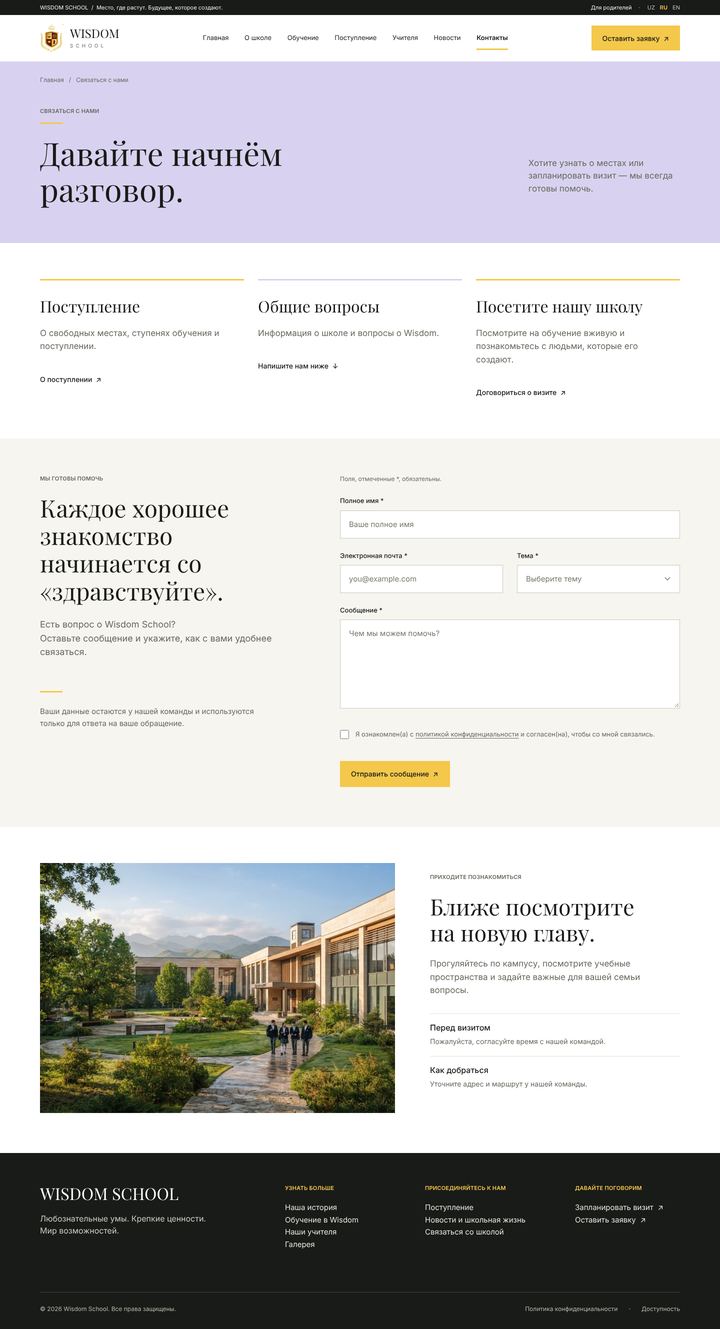 WISDOM SCHOOL / Место, где растут. Будущее, которое создают.
Для родителей · UZ RU EN
WISDOM
SCHOOL
Главная О школе Обучение Поступление Учителя Новости Контакты
Оставить заявку ↗
Главная / Связаться с нами
СВЯЗАТЬСЯ С НАМИ
Давайте начнём
разговор.
Хотите узнать о местах или
запланировать визит — мы всегда
готовы помочь.
Поступление
О свободных местах, ступенях обучения и
поступлении.
О поступлении ↗
Общие вопросы
Информация о школе и вопросы о Wisdom.
Напишите нам ниже ↓
Посетите нашу школу
Посмотрите на обучение вживую и
познакомьтесь с людьми, которые его
создают.
Договориться о визите ↗
МЫ ГОТОВЫ ПОМОЧЬ
Каждое хорошее
знакомство
начинается со
«здравствуйте».
Есть вопрос о Wisdom School?
Оставьте сообщение и укажите, как с вами удобнее
связаться.
Ваши данные остаются у нашей команды и используются
только для ответа на ваше обращение.
Поля, отмеченные *, обязательны.
Полное имя *
Ваше полное имя
Электронная почта * Тема *
you@example.com Выберите тему
Сообщение *
Чем мы можем помочь?
Я ознакомлен(а) с политикой конфиденциальности и согласен(на), чтобы со мной связались.
Отправить сообщение ↗
ПРИХОДИТЕ ПОЗНАКОМИТЬСЯ
Ближе посмотрите
на новую главу.
Прогуляйтесь по кампусу, посмотрите учебные
пространства и задайте важные для вашей семьи
вопросы.
Перед визитом
Пожалуйста, согласуйте время с нашей командой.
Как добраться
Уточните адрес и маршрут у нашей команды.
WISDOM SCHOOL
Любознательные умы. Крепкие ценности.
Мир возможностей.
УЗНАТЬ БОЛЬШЕ
Наша история
Обучение в Wisdom
Наши учителя
Галерея
ПРИСОЕДИНЯЙТЕСЬ К НАМ
Поступление
Новости и школьная жизнь
Связаться со школой
ДАВАЙТЕ ПОГОВОРИМ
Запланировать визит ↗
Оставить заявку ↗
© 2026 Wisdom School. Все права защищены.
Политика конфиденциальности · Доступность